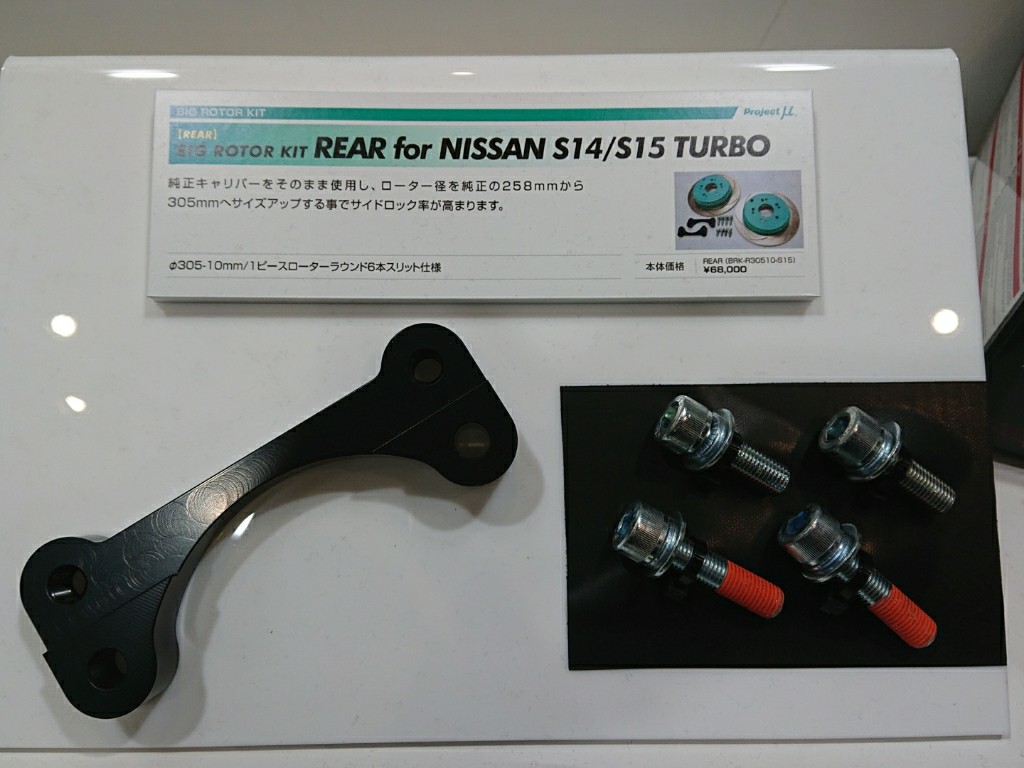 BIG ROTOR KIT
Project μ
【REAR】
BIG ROTOR KIT REAR for NISSAN S14/S15 TURBO
純正キャリパーをそのまま使用し、ローター径を純正の258mmから
305mmへサイズアップする事でサイドロック率が高まります。
φ305-10mm/1ピースローターラウンド6本スリット仕様
本体価格
REAR (BRK-R30510-S15)
¥68,000